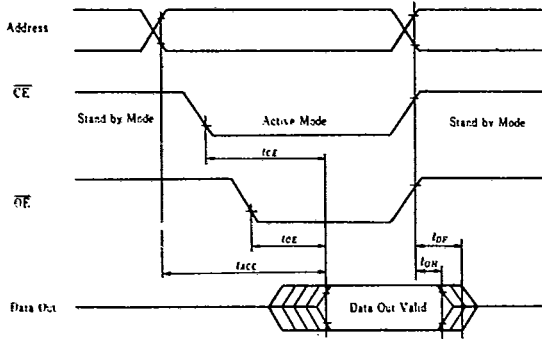 Address
CE
Stand by Mode
Active Mode
Stand by Mode
tCE
OE
tOE
tDF
tACC
tOH
Data Out
Data Out Valid